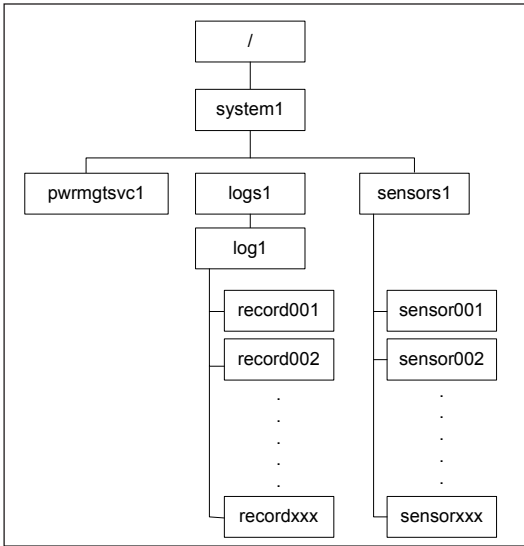 /
system1
pwrmgtsvc1
logs1
sensors1
log1
record001
sensor001
record002
sensor002
. .
. .
. .
. .
. .
recordxxx
sensorxxx